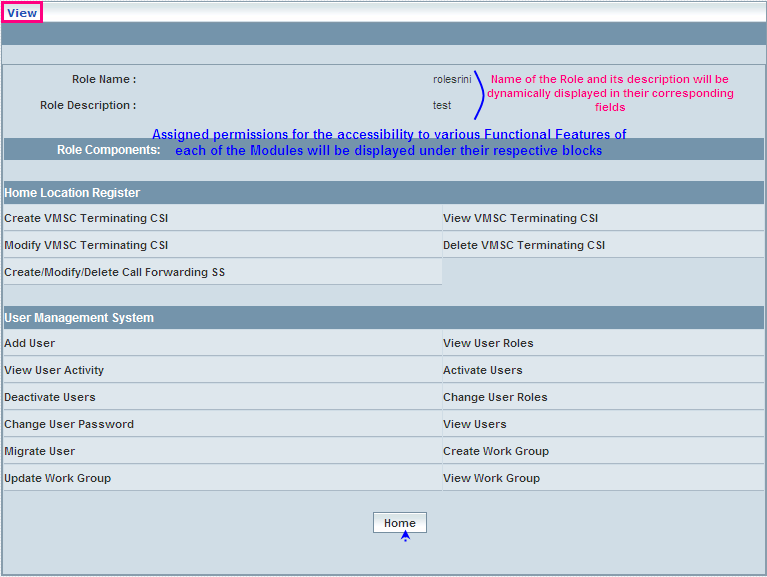 View
Role Name : rolesrini
Name of the Role and its description will be
dynamically displayed in their corresponding
fields
Role Description : test
Assigned permissions for the accessibility to various Functional Features of
each of the Modules will be displayed under their respective blocks
Role Components:
Home Location Register
Create VMSC Terminating CSI View VMSC Terminating CSI
Modify VMSC Terminating CSI Delete VMSC Terminating CSI
Create/Modify/Delete Call Forwarding SS
User Management System
Add User View User Roles
View User Activity Activate Users
Deactivate Users Change User Roles
Change User Password View Users
Migrate User Create Work Group
Update Work Group View Work Group
Home